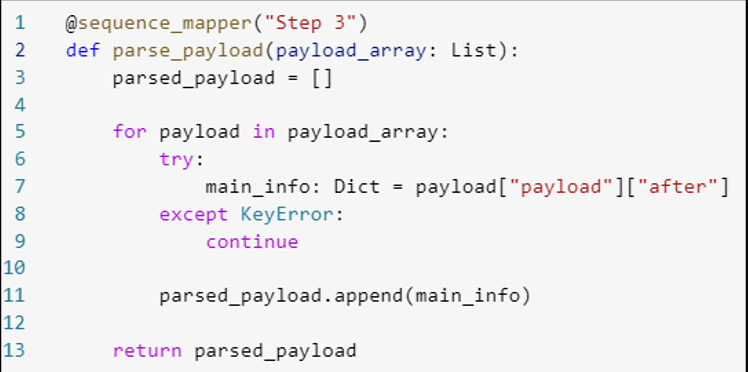 1 @sequence_mapper("Step 3")
2 def parse_payload(payload_array: List):
3     parsed_payload = []
4
5     for payload in payload_array:
6         try:
7             main_info: Dict = payload["payload"]["after"]
8         except KeyError:
9             continue
10
11         parsed_payload.append(main_info)
12
13     return parsed_payload